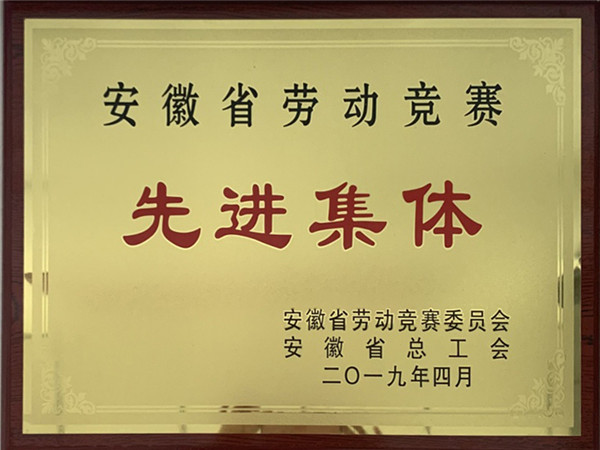 安徽省劳动竞赛
先进集体
安徽省劳动竞赛委员会
安徽省总工会
二〇一九年四月